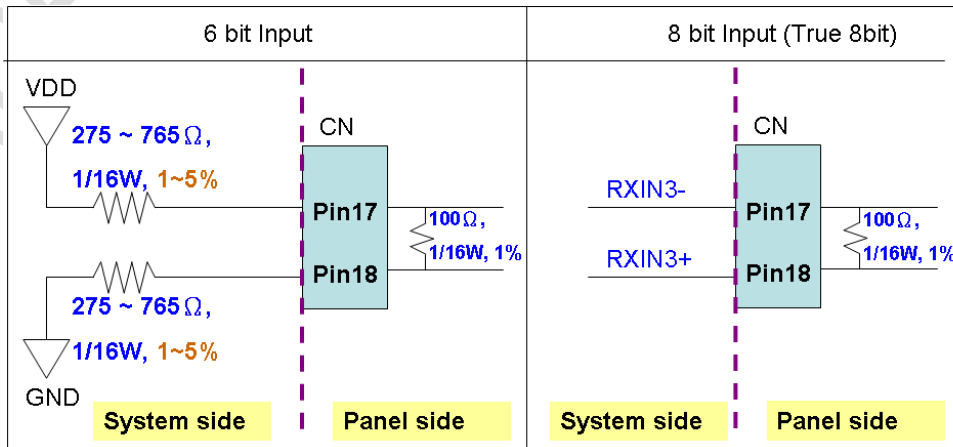 6 bit Input
8 bit Input (True 8bit)
VDD
275 ~ 765Ω,
1/16W, 1~5%
CN
Pin17
Pin18
100Ω,
1/16W, 1%
275 ~ 765Ω,
1/16W, 1~5%
GND
System side
Panel side
CN
RXIN3-
RXIN3+
Pin17
Pin18
100Ω,
1/16W, 1%
System side
Panel side